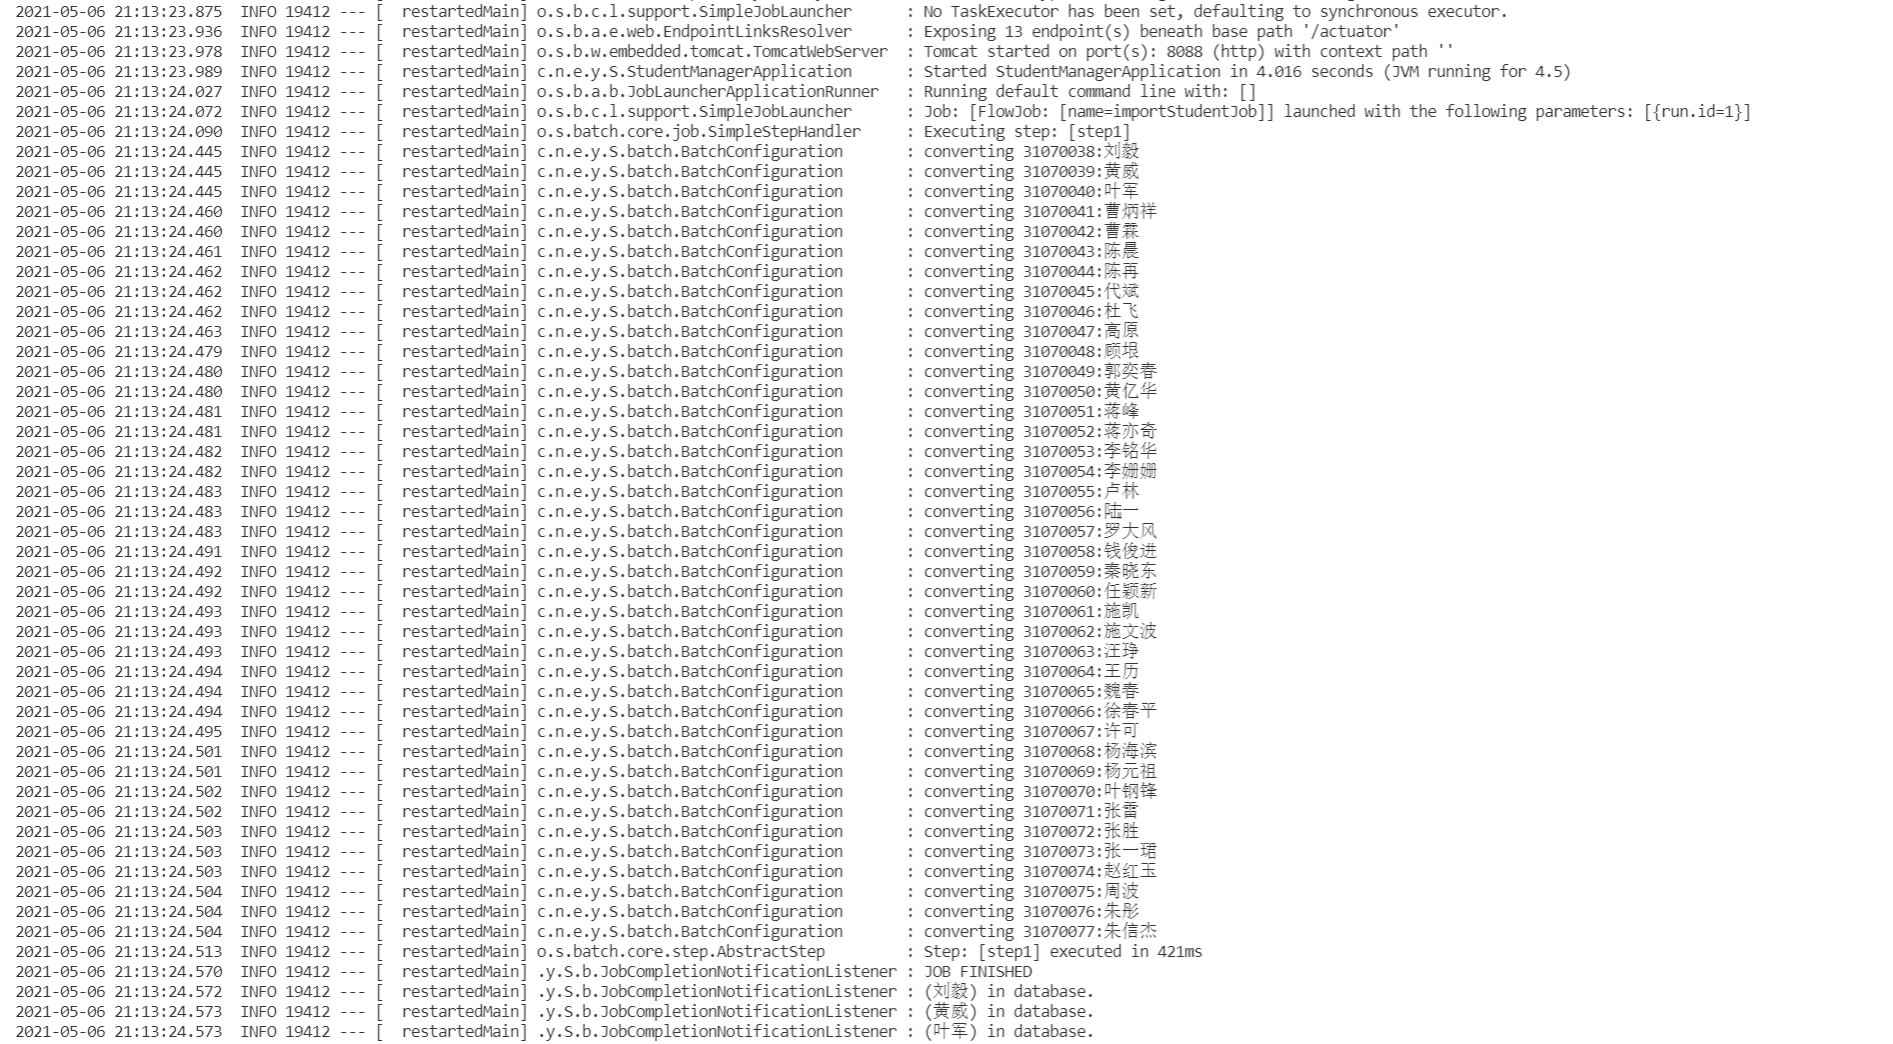 2021-05-06 21:13:23.875  INFO 19412 --- [  restartedMain] o.s.b.c.l.support.SimpleJobLauncher      : No TaskExecutor has been set, defaulting to synchronous executor.
2021-05-06 21:13:23.936  INFO 19412 --- [  restartedMain] o.s.b.a.e.web.EndpointLinksResolver      : Exposing 13 endpoint(s) beneath base path '/actuator'
2021-05-06 21:13:23.978  INFO 19412 --- [  restartedMain] o.s.b.w.embedded.tomcat.TomcatWebServer  : Tomcat started on port(s): 8088 (http) with context path ''
2021-05-06 21:13:23.989  INFO 19412 --- [  restartedMain] c.n.e.y.S.StudentManagerApplication      : Started StudentManagerApplication in 4.016 seconds (JVM running for 4.5)
2021-05-06 21:13:24.027  INFO 19412 --- [  restartedMain] o.s.b.a.b.JobLauncherApplicationRunner   : Running default command line with: []
2021-05-06 21:13:24.072  INFO 19412 --- [  restartedMain] o.s.b.c.l.support.SimpleJobLauncher      : Job: [FlowJob: [name=importStudentJob]] launched with the following parameters: [{run.id=1}]
2021-05-06 21:13:24.090  INFO 19412 --- [  restartedMain] o.s.batch.core.job.SimpleStepHandler     : Executing step: [step1]
2021-05-06 21:13:24.445  INFO 19412 --- [  restartedMain] c.n.e.y.S.batch.BatchConfiguration       : converting 31070038:刘毅
2021-05-06 21:13:24.445  INFO 19412 --- [  restartedMain] c.n.e.y.S.batch.BatchConfiguration       : converting 31070039:黄威
2021-05-06 21:13:24.445  INFO 19412 --- [  restartedMain] c.n.e.y.S.batch.BatchConfiguration       : converting 31070040:叶军
2021-05-06 21:13:24.460  INFO 19412 --- [  restartedMain] c.n.e.y.S.batch.BatchConfiguration       : converting 31070041:曹炳祥
2021-05-06 21:13:24.460  INFO 19412 --- [  restartedMain] c.n.e.y.S.batch.BatchConfiguration       : converting 31070042:曹霖
2021-05-06 21:13:24.461  INFO 19412 --- [  restartedMain] c.n.e.y.S.batch.BatchConfiguration       : converting 31070043:陈晨
2021-05-06 21:13:24.462  INFO 19412 --- [  restartedMain] c.n.e.y.S.batch.BatchConfiguration       : converting 31070044:陈再
2021-05-06 21:13:24.462  INFO 19412 --- [  restartedMain] c.n.e.y.S.batch.BatchConfiguration       : converting 31070045:代斌
2021-05-06 21:13:24.462  INFO 19412 --- [  restartedMain] c.n.e.y.S.batch.BatchConfiguration       : converting 31070046:杜飞
2021-05-06 21:13:24.463  INFO 19412 --- [  restartedMain] c.n.e.y.S.batch.BatchConfiguration       : converting 31070047:高原
2021-05-06 21:13:24.479  INFO 19412 --- [  restartedMain] c.n.e.y.S.batch.BatchConfiguration       : converting 31070048:顾垠
2021-05-06 21:13:24.480  INFO 19412 --- [  restartedMain] c.n.e.y.S.batch.BatchConfiguration       : converting 31070049:郭奕春
2021-05-06 21:13:24.480  INFO 19412 --- [  restartedMain] c.n.e.y.S.batch.BatchConfiguration       : converting 31070050:黄亿华
2021-05-06 21:13:24.481  INFO 19412 --- [  restartedMain] c.n.e.y.S.batch.BatchConfiguration       : converting 31070051:蒋峰
2021-05-06 21:13:24.481  INFO 19412 --- [  restartedMain] c.n.e.y.S.batch.BatchConfiguration       : converting 31070052:蒋亦奇
2021-05-06 21:13:24.482  INFO 19412 --- [  restartedMain] c.n.e.y.S.batch.BatchConfiguration       : converting 31070053:李铭华
2021-05-06 21:13:24.482  INFO 19412 --- [  restartedMain] c.n.e.y.S.batch.BatchConfiguration       : converting 31070054:李姗姗
2021-05-06 21:13:24.483  INFO 19412 --- [  restartedMain] c.n.e.y.S.batch.BatchConfiguration       : converting 31070055:卢林
2021-05-06 21:13:24.483  INFO 19412 --- [  restartedMain] c.n.e.y.S.batch.BatchConfiguration       : converting 31070056:陆一
2021-05-06 21:13:24.483  INFO 19412 --- [  restartedMain] c.n.e.y.S.batch.BatchConfiguration       : converting 31070057:罗大风
2021-05-06 21:13:24.491  INFO 19412 --- [  restartedMain] c.n.e.y.S.batch.BatchConfiguration       : converting 31070058:钱俊进
2021-05-06 21:13:24.492  INFO 19412 --- [  restartedMain] c.n.e.y.S.batch.BatchConfiguration       : converting 31070059:秦晓东
2021-05-06 21:13:24.492  INFO 19412 --- [  restartedMain] c.n.e.y.S.batch.BatchConfiguration       : converting 31070060:任颖新
2021-05-06 21:13:24.493  INFO 19412 --- [  restartedMain] c.n.e.y.S.batch.BatchConfiguration       : converting 31070061:施凯
2021-05-06 21:13:24.493  INFO 19412 --- [  restartedMain] c.n.e.y.S.batch.BatchConfiguration       : converting 31070062:施文波
2021-05-06 21:13:24.493  INFO 19412 --- [  restartedMain] c.n.e.y.S.batch.BatchConfiguration       : converting 31070063:汪琤
2021-05-06 21:13:24.494  INFO 19412 --- [  restartedMain] c.n.e.y.S.batch.BatchConfiguration       : converting 31070064:王历
2021-05-06 21:13:24.494  INFO 19412 --- [  restartedMain] c.n.e.y.S.batch.BatchConfiguration       : converting 31070065:魏春
2021-05-06 21:13:24.494  INFO 19412 --- [  restartedMain] c.n.e.y.S.batch.BatchConfiguration       : converting 31070066:徐春平
2021-05-06 21:13:24.495  INFO 19412 --- [  restartedMain] c.n.e.y.S.batch.BatchConfiguration       : converting 31070067:许可
2021-05-06 21:13:24.501  INFO 19412 --- [  restartedMain] c.n.e.y.S.batch.BatchConfiguration       : converting 31070068:杨海滨
2021-05-06 21:13:24.501  INFO 19412 --- [  restartedMain] c.n.e.y.S.batch.BatchConfiguration       : converting 31070069:杨元祖
2021-05-06 21:13:24.502  INFO 19412 --- [  restartedMain] c.n.e.y.S.batch.BatchConfiguration       : converting 31070070:叶钢锋
2021-05-06 21:13:24.502  INFO 19412 --- [  restartedMain] c.n.e.y.S.batch.BatchConfiguration       : converting 31070071:张雷
2021-05-06 21:13:24.503  INFO 19412 --- [  restartedMain] c.n.e.y.S.batch.BatchConfiguration       : converting 31070072:张胜
2021-05-06 21:13:24.503  INFO 19412 --- [  restartedMain] c.n.e.y.S.batch.BatchConfiguration       : converting 31070073:张一珺
2021-05-06 21:13:24.503  INFO 19412 --- [  restartedMain] c.n.e.y.S.batch.BatchConfiguration       : converting 31070074:赵红玉
2021-05-06 21:13:24.504  INFO 19412 --- [  restartedMain] c.n.e.y.S.batch.BatchConfiguration       : converting 31070075:周波
2021-05-06 21:13:24.504  INFO 19412 --- [  restartedMain] c.n.e.y.S.batch.BatchConfiguration       : converting 31070076:朱彤
2021-05-06 21:13:24.504  INFO 19412 --- [  restartedMain] c.n.e.y.S.batch.BatchConfiguration       : converting 31070077:朱信杰
2021-05-06 21:13:24.513  INFO 19412 --- [  restartedMain] o.s.batch.core.step.AbstractStep         : Step: [step1] executed in 421ms
2021-05-06 21:13:24.570  INFO 19412 --- [  restartedMain] .y.S.b.JobCompletionNotificationListener : JOB FINISHED
2021-05-06 21:13:24.572  INFO 19412 --- [  restartedMain] .y.S.b.JobCompletionNotificationListener : (刘毅) in database.
2021-05-06 21:13:24.573  INFO 19412 --- [  restartedMain] .y.S.b.JobCompletionNotificationListener : (黄威) in database.
2021-05-06 21:13:24.573  INFO 19412 --- [  restartedMain] .y.S.b.JobCompletionNotificationListener : (叶军) in database.